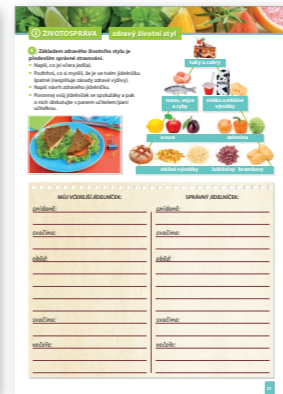 ŽIVOTOSPRÁVA zdravý životní styl
Základem zdravého životního stylu je
především správné stravování.
• Napiš, co jsi včera jedl(a).
• Podtrhni, co si myslíš, že je ve tvém jídelníčku
špatně (nesplňuje zásady zdravé výživy).
• Napiš návrh zdravého jídelníčku.
• Porovnej svůj jídelníček se spolužáky a pak
o nich diskutujte s panem učitelem/paní
učitelkou.
tuky a cukry
maso, vejce
a ryby
mléko a mléčné
výrobky
ovoce
zelenina
obilné výrobky
luštěniny
brambory
MŮJ VČEREJŠÍ JÍDELNÍČEK:
snídaně:
svačina:
oběd:
svačina:
večeře:
SPRÁVNÝ JÍDELNÍČEK:
snídaně:
svačina:
oběd:
svačina:
večeře: